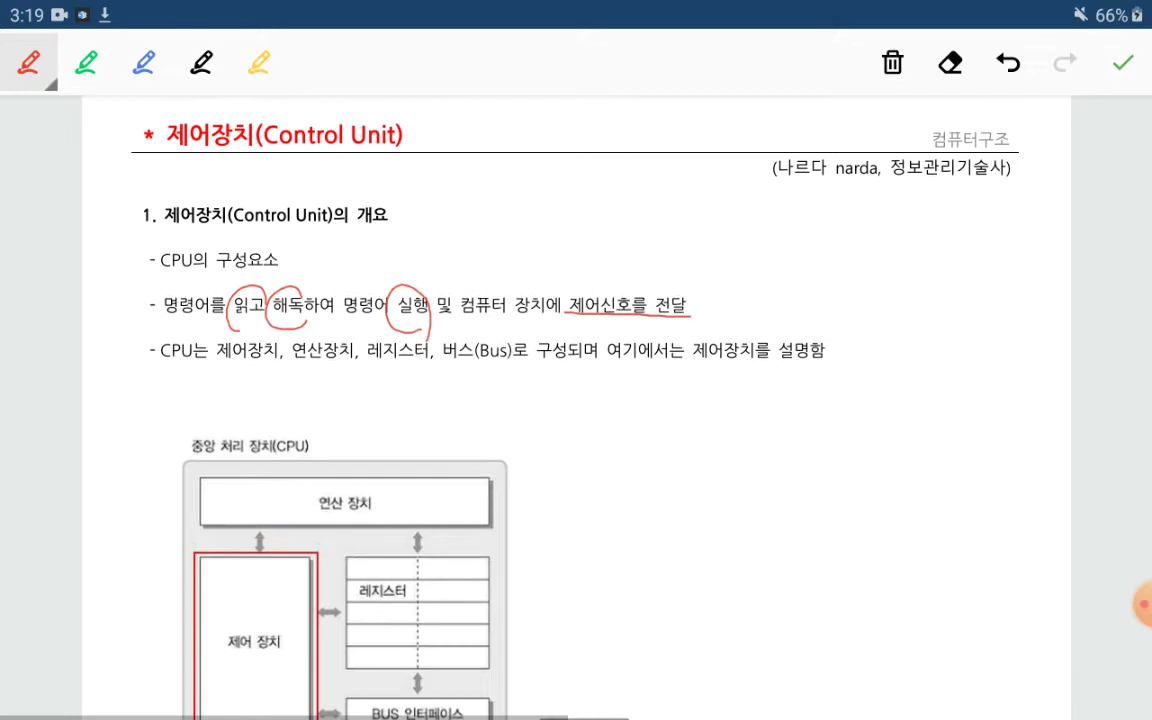 3:19
66%
* 제어장치(Control Unit)
컴퓨터구조
(나르다 narda, 정보관리기술사)
1. 제어장치(Control Unit)의 개요
- CPU의 구성요소
- 명령어를 읽고 해독하여 명령어 실행 및 컴퓨터 장치에 제어신호를 전달
- CPU는 제어장치, 연산장치, 레지스터, 버스(Bus)로 구성되며 여기에서는 제어장치를 설명함
중앙 처리 장치(CPU)
연산 장치
레지스터
제어 장치
BUS 인터페이스